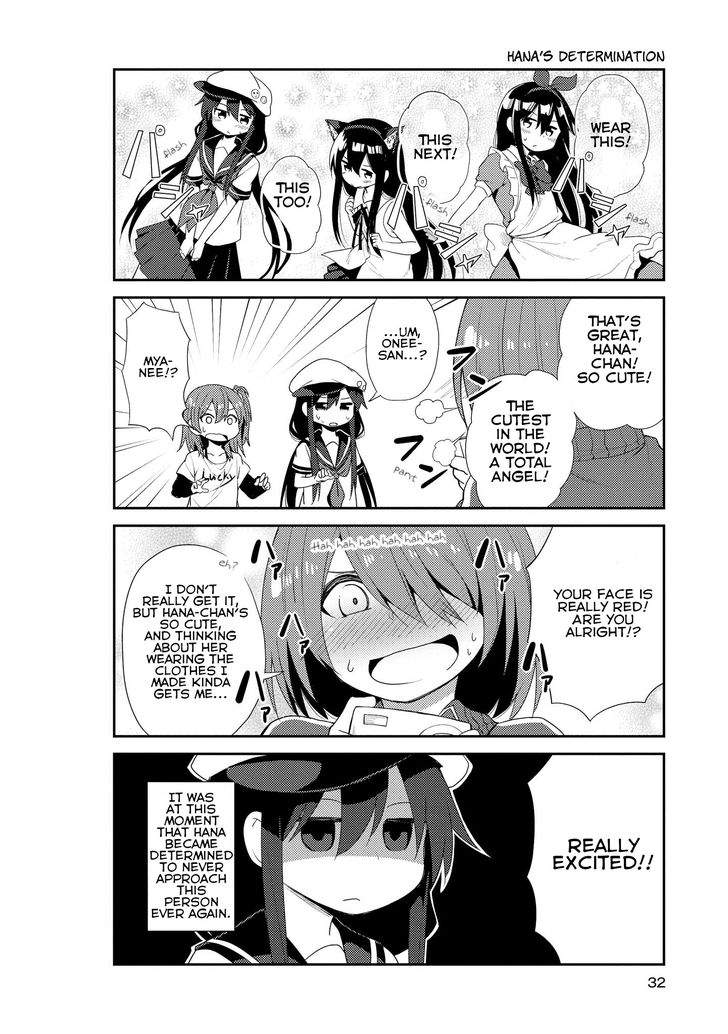 HANA'S DETERMINATION
WEAR
THIS!
flash
THIS
NEXT!
flash
THIS
TOO!
flash
THAT'S
GREAT,
HANA-
CHAN!
SO CUTE!
THE
CUTEST
IN THE
WORLD!
A TOTAL
ANGEL!
pant
...UM,
ONEE-
SAN...?
MYA-
NEE!?
Lucky
YOUR FACE IS
REALLY RED!
ARE YOU
ALRIGHT!?
Hah hah hah hah hah hah
eh?
I DON'T
REALLY GET IT,
BUT HANA-CHAN'S
SO CUTE,
AND THINKING
ABOUT HER
WEARING THE
CLOTHES I
MADE KINDA
GETS ME...
REALLY
EXCITED!!
IT WAS
AT THIS
MOMENT
THAT HANA
BECAME
DETERMINED
TO NEVER
APPROACH
THIS
PERSON
EVER AGAIN.
32